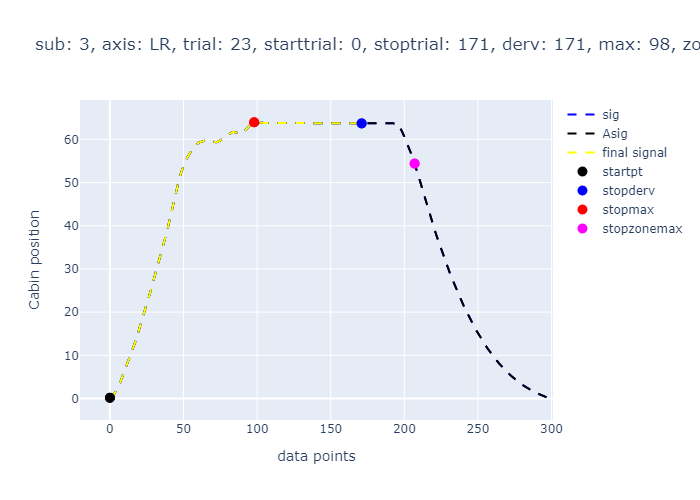 sub: 3, axis: LR, trial: 23, starttrial: 0, stoptrial: 171, derv: 171, max: 98, zo
sig
Asig
final signal
startpt
stopderv
stopmax
stopzonemax
Cabin position
60
50
40
30
20
10
0
0 50 100 150 200 250 300
data points